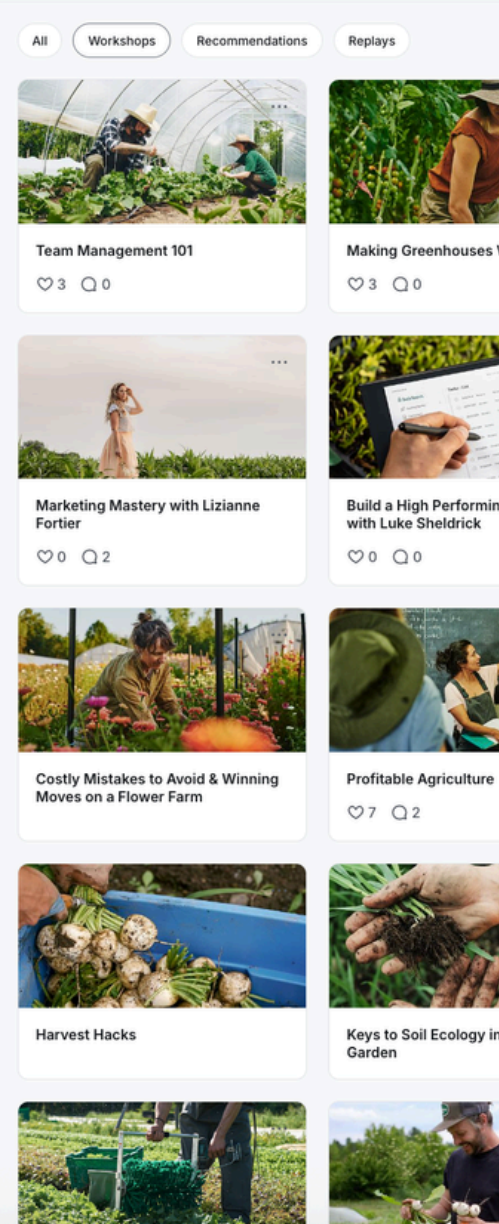 All
Workshops
Recommendations
Replays
Team Management 101
3 0
Making Greenhouses
3 0
Marketing Mastery with Lizianne
Fortier
0 2
Build a High Performin
with Luke Sheldrick
0 0
Costly Mistakes to Avoid & Winning
Moves on a Flower Farm
Profitable Agriculture
7 2
Harvest Hacks
Keys to Soil Ecology in
Garden